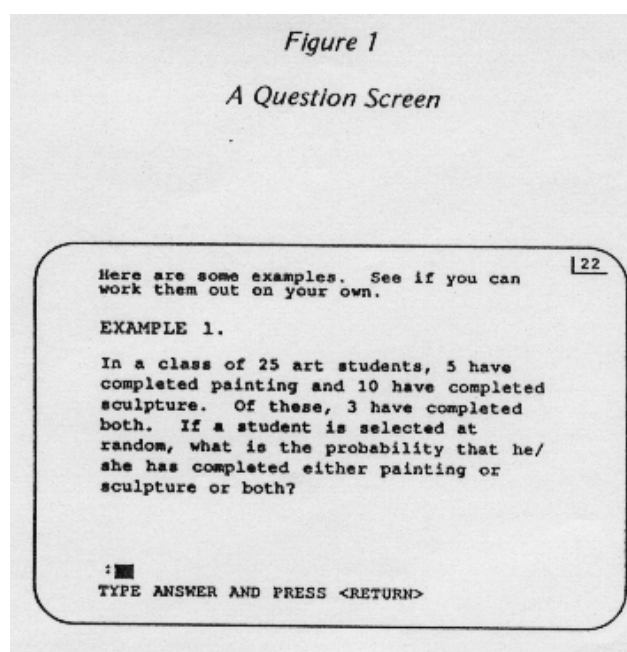 Figure 1
A Question Screen
22
Here are some examples. See if you can
work them out on your own.
EXAMPLE 1.
In a class of 25 art students, 5 have
completed painting and 10 have completed
sculpture. Of these, 3 have completed
both. If a student is selected at
random, what is the probability that he/
she has completed either painting or
sculpture or both?
:
TYPE ANSWER AND PRESS <RETURN>